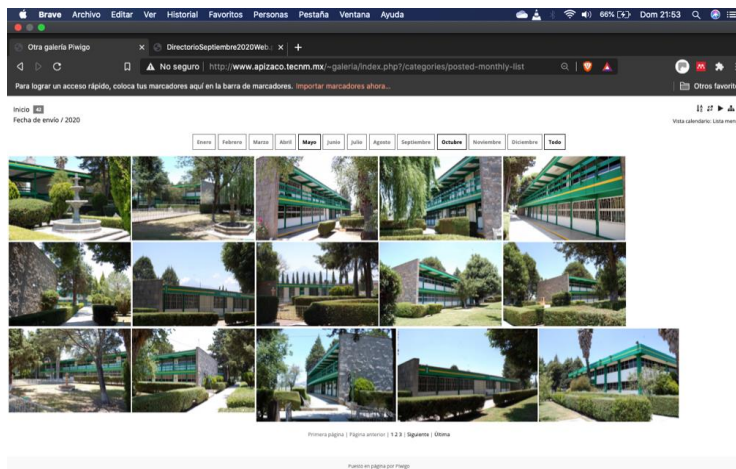 Brave Archivo Editar Ver Historial Favoritos Personas Pestaña Ventana Ayuda 66% Dom 21:53
Otra galería Piwigo × DirectorioSeptiembre2020Web. × +
No seguro http://www.apizaco.tecnm.mx/~galeria/index.php?/categories/posted-monthly-list
Para lograr un acceso rápido, coloca tus marcadores aquí en la barra de marcadores. Importar marcadores ahora... Otros favorito
Inicio
Fecha de envío / 2020
Vista calendario: Lista men
Enero Febrero Marzo Abril Mayo Junio Julio Agosto Septiembre Octubre Noviembre Diciembre Todo
Primera página | Página anterior | 1 2 3 | Siguiente | Última
Puesto en página por Piwigo